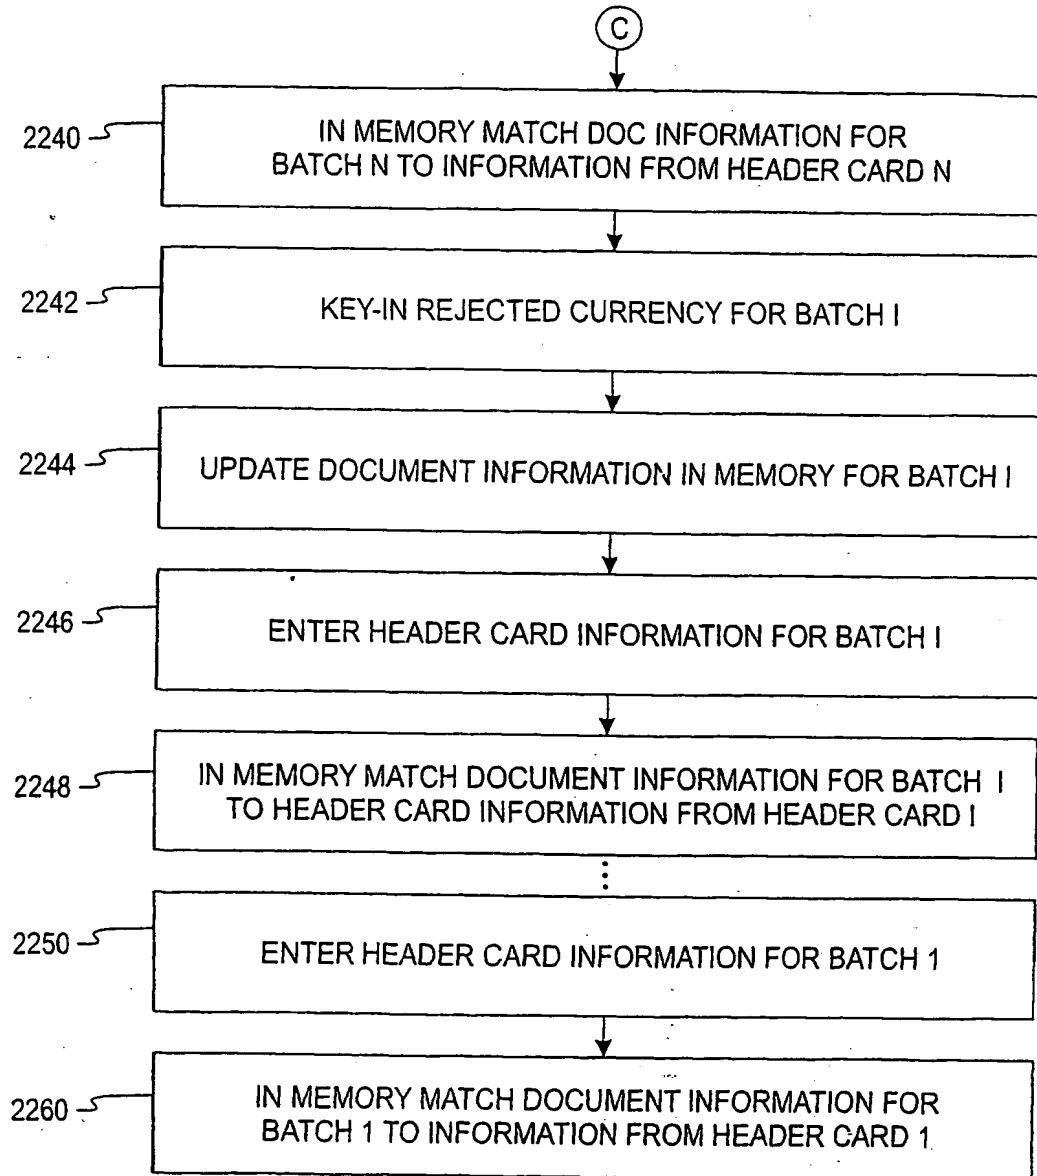 C
2240
IN MEMORY MATCH DOC INFORMATION FOR
BATCH N TO INFORMATION FROM HEADER CARD N
2242
KEY-IN REJECTED CURRENCY FOR BATCH I
2244
UPDATE DOCUMENT INFORMATION IN MEMORY FOR BATCH I
2246
ENTER HEADER CARD INFORMATION FOR BATCH I
2248
IN MEMORY MATCH DOCUMENT INFORMATION FOR BATCH I
TO HEADER CARD INFORMATION FROM HEADER CARD I
2250
ENTER HEADER CARD INFORMATION FOR BATCH 1
2260
IN MEMORY MATCH DOCUMENT INFORMATION FOR
BATCH 1 TO INFORMATION FROM HEADER CARD 1